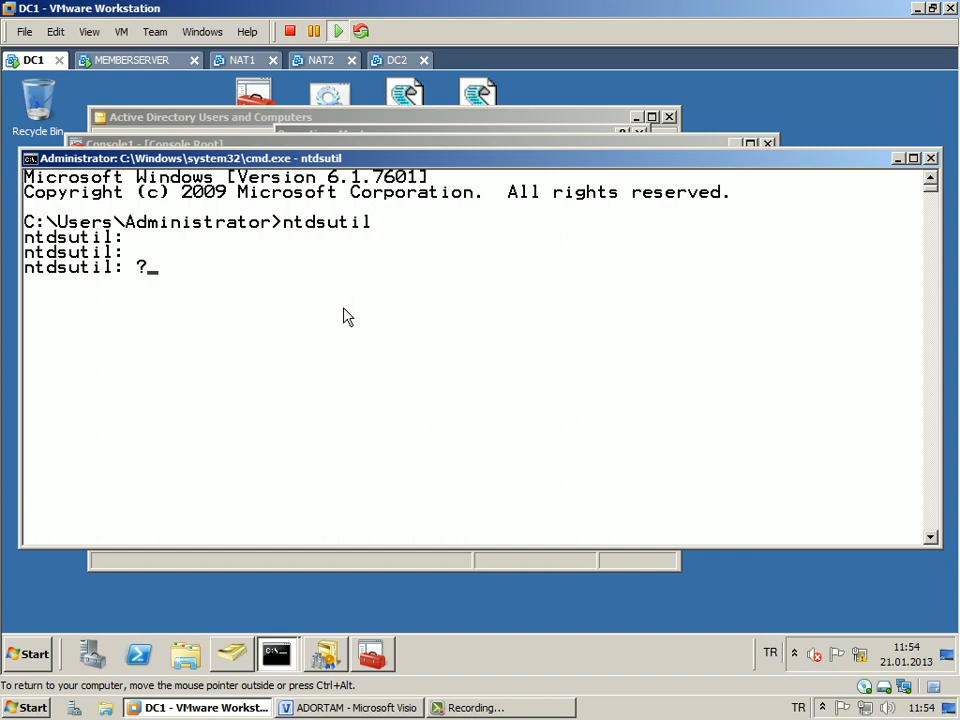 DC1 - VMware Workstation
File Edit View VM Team Windows Help
DC1 MEMBERSERVER NAT1 NAT2 DC2
Recycle Bin
Active Directory Users and Computers
Console1 - [Console Root]
Administrator: C:\Windows\system32\cmd.exe - ntdsutil
Microsoft Windows [Version 6.1.7601]
Copyright (c) 2009 Microsoft Corporation. All rights reserved.
C:\Users\Administrator>ntdsutil
ntdsutil:
ntdsutil:
ntdsutil: ?_
Start TR 11:54
21.01.2013
To return to your computer, move the mouse pointer outside or press Ctrl+Alt.
Start DC1 - VMware Workst... ADORTAM - Microsoft Visio Recording... TR 11:54